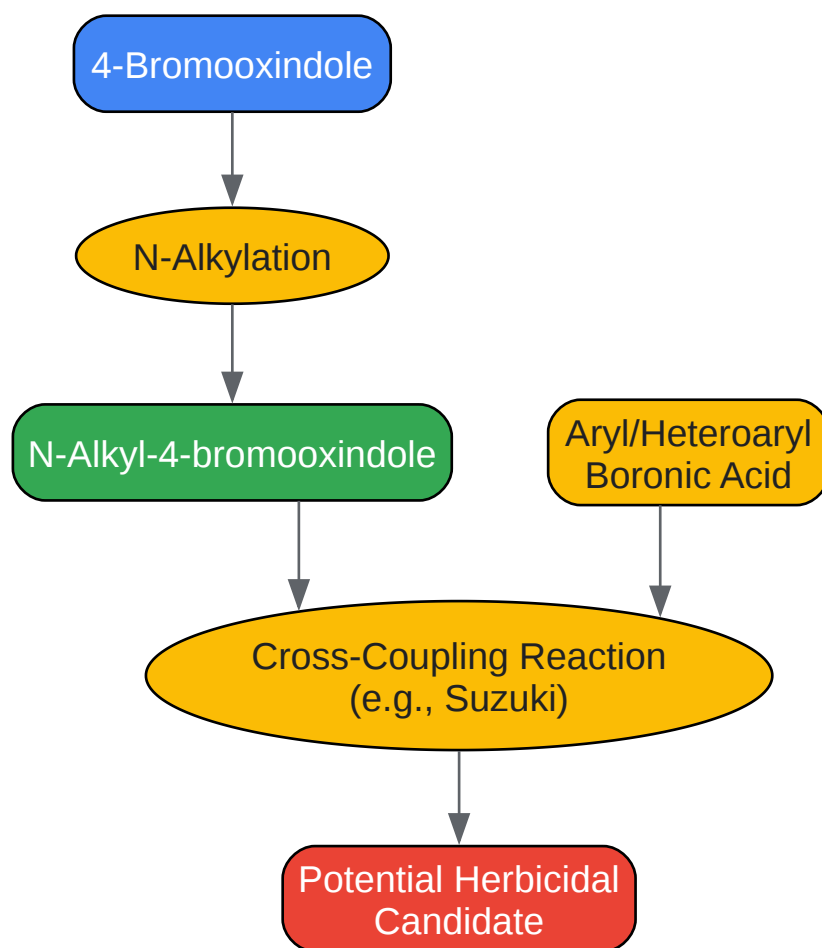 4-Bromooxindole
N-Alkylation
N-Alkyl-4-bromooxindole
Aryl/Heteroaryl
Boronic Acid
Cross-Coupling Reaction
(e.g., Suzuki)
Potential Herbicidal
Candidate